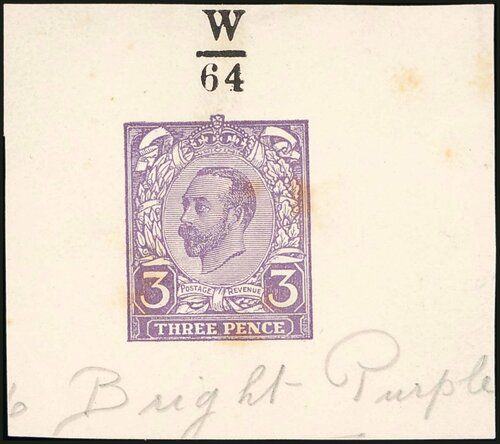 W
64
POSTAGE REVENUE
3 3
THREE PENCE
Bright Purple